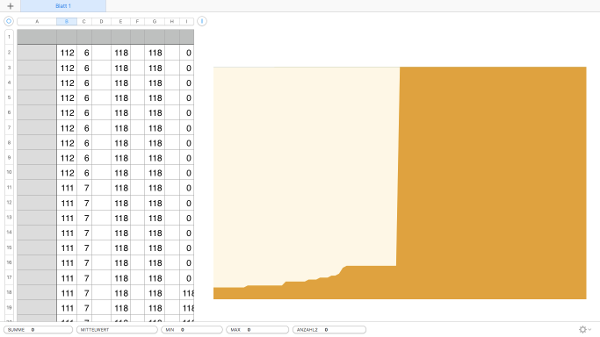 + Blatt 1
A B C D E F G H I
1
2 112 6 118 118 0
3 112 6 118 118 0
4 112 6 118 118 0
5 112 6 118 118 0
6 112 6 118 118 0
7 112 6 118 118 0
8 112 6 118 118 0
9 112 6 118 118 0
10 112 6 118 118 0
11 111 7 118 118 0
12 111 7 118 118 0
13 111 7 118 118 0
14 111 7 118 118 0
15 111 7 118 118 0
16 111 7 118 118 0
17 111 7 118 118 0
18 111 7 118 118 118
19 111 7 118 118 118
SUMME 0 MITTELWERT MIN 0 MAX 0 ANZAHL2 0